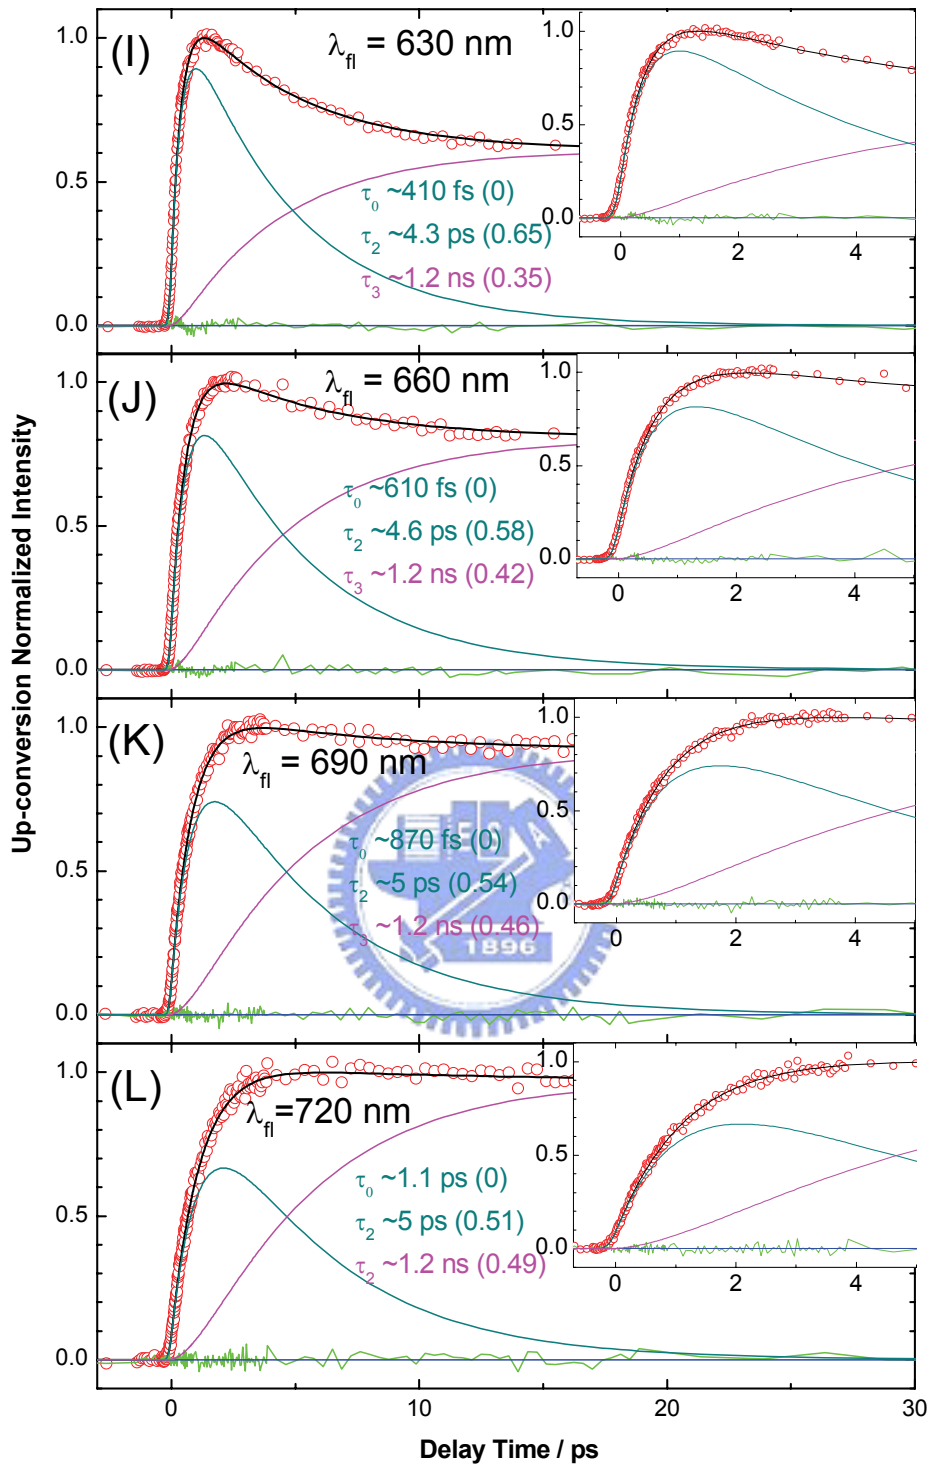 Up-conversion Normalized Intensity
(I)
λfl = 630 nm
1.0
0.5
0.0
τ0 ~410 fs (0)
τ2 ~4.3 ps (0.65)
τ3 ~1.2 ns (0.35)
1.0
0.5
0.0
0 2 4
(J)
λfl = 660 nm
1.0
0.5
0.0
τ0 ~610 fs (0)
τ2 ~4.6 ps (0.58)
τ3 ~1.2 ns (0.42)
1.0
0.5
0.0
0 2 4
(K)
λfl = 690 nm
1.0
0.5
0.0
τ0 ~870 fs (0)
τ2 ~5 ps (0.54)
τ3 ~1.2 ns (0.46)
1896
1.0
0.5
0.0
0 2 4
(L)
λfl=720 nm
1.0
0.5
0.0
τ0 ~1.1 ps (0)
τ2 ~5 ps (0.51)
τ2 ~1.2 ns (0.49)
1.0
0.5
0.0
0 2 4
0 10 20 30
Delay Time / ps